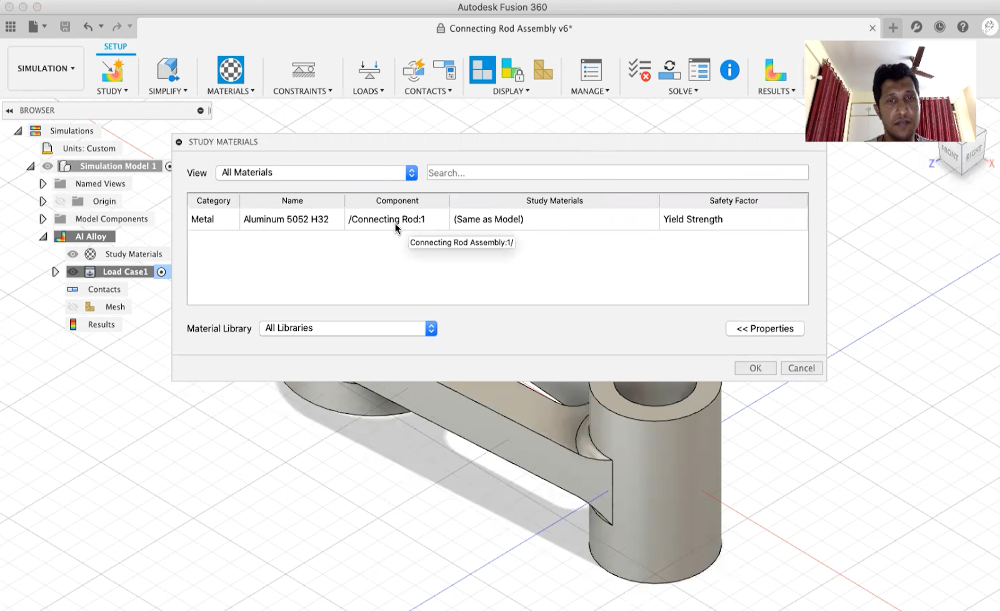 Autodesk Fusion 360
Connecting Rod Assembly v6*
SETUP
SIMULATION
STUDY
SIMPLIFY
MATERIALS
CONSTRAINTS
LOADS
CONTACTS
DISPLAY
MANAGE
SOLVE
RESULTS
BROWSER
Simulations
Units: Custom
Simulation Model 1
Named Views
Origin
Model Components
Al Alloy
Study Materials
Load Case1
Contacts
Mesh
Results
STUDY MATERIALS
View All Materials Search...
Category Name Component Study Materials Safety Factor
Metal Aluminum 5052 H32 /Connecting Rod:1 (Same as Model) Yield Strength
Connecting Rod Assembly:1/
Material Library All Libraries << Properties
OK Cancel
FRONT RIGHT
Z X